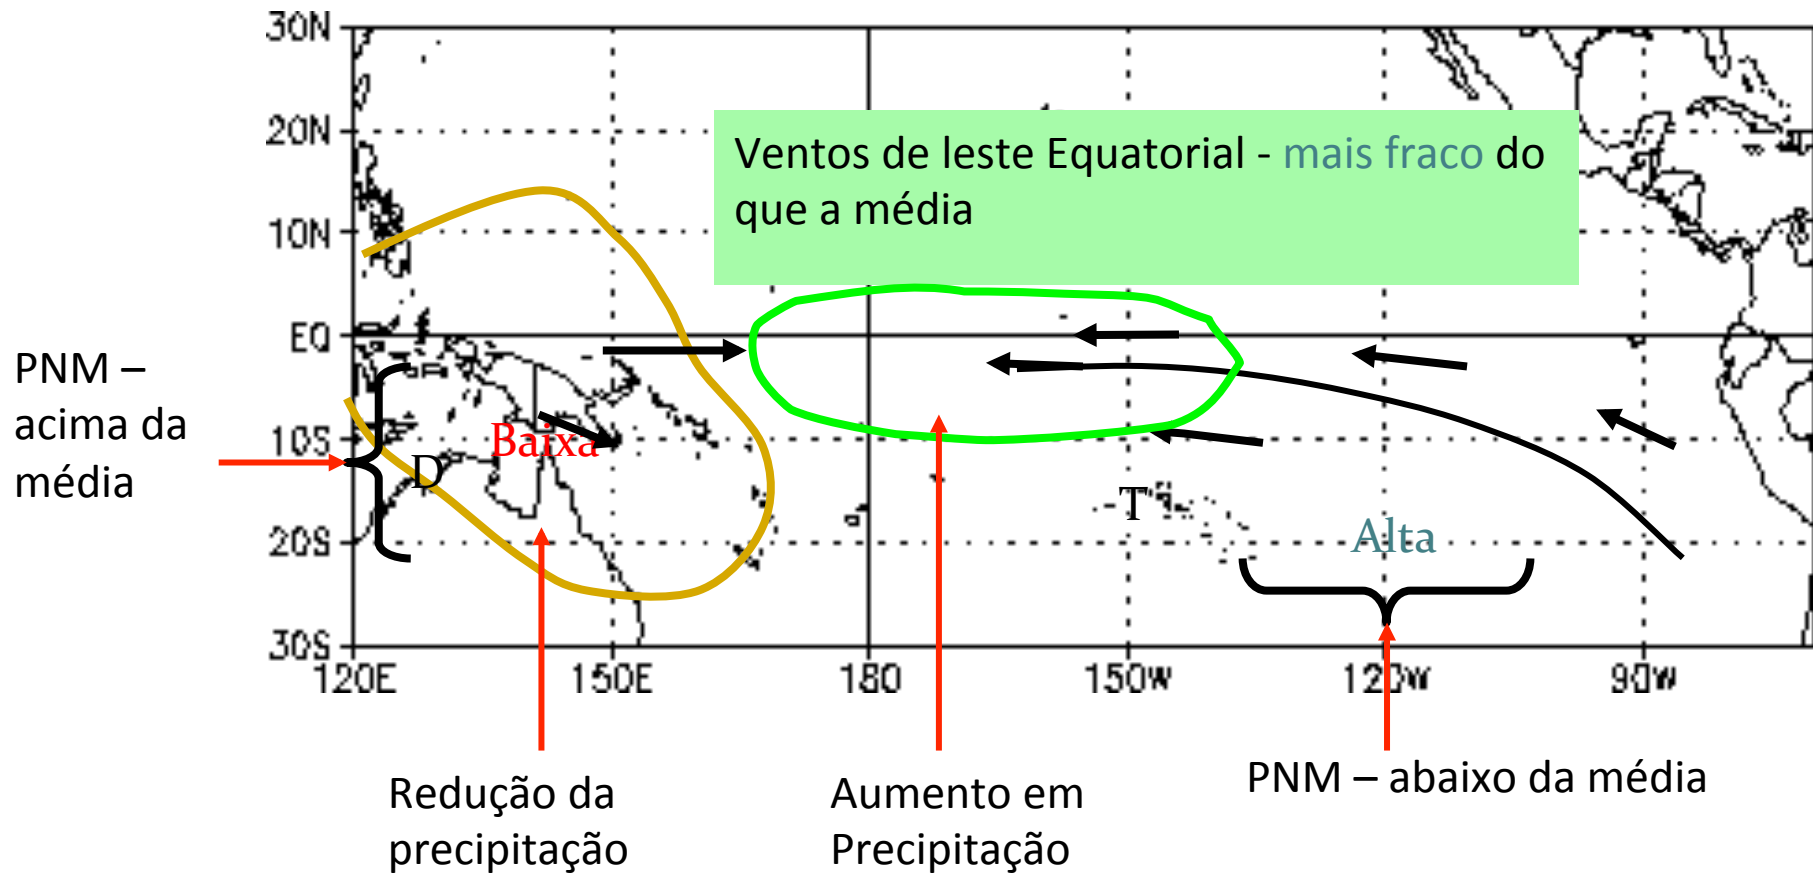 30N
20N
10N
EQ
10S
20S
30S
120E 150E 180 150W 120W 90W
Ventos de leste Equatorial - mais fraco do
que a média
PNM –
acima da
média
Baixa
D
T
Alta
Redução da
precipitação
Aumento em
Precipitação
PNM – abaixo da média